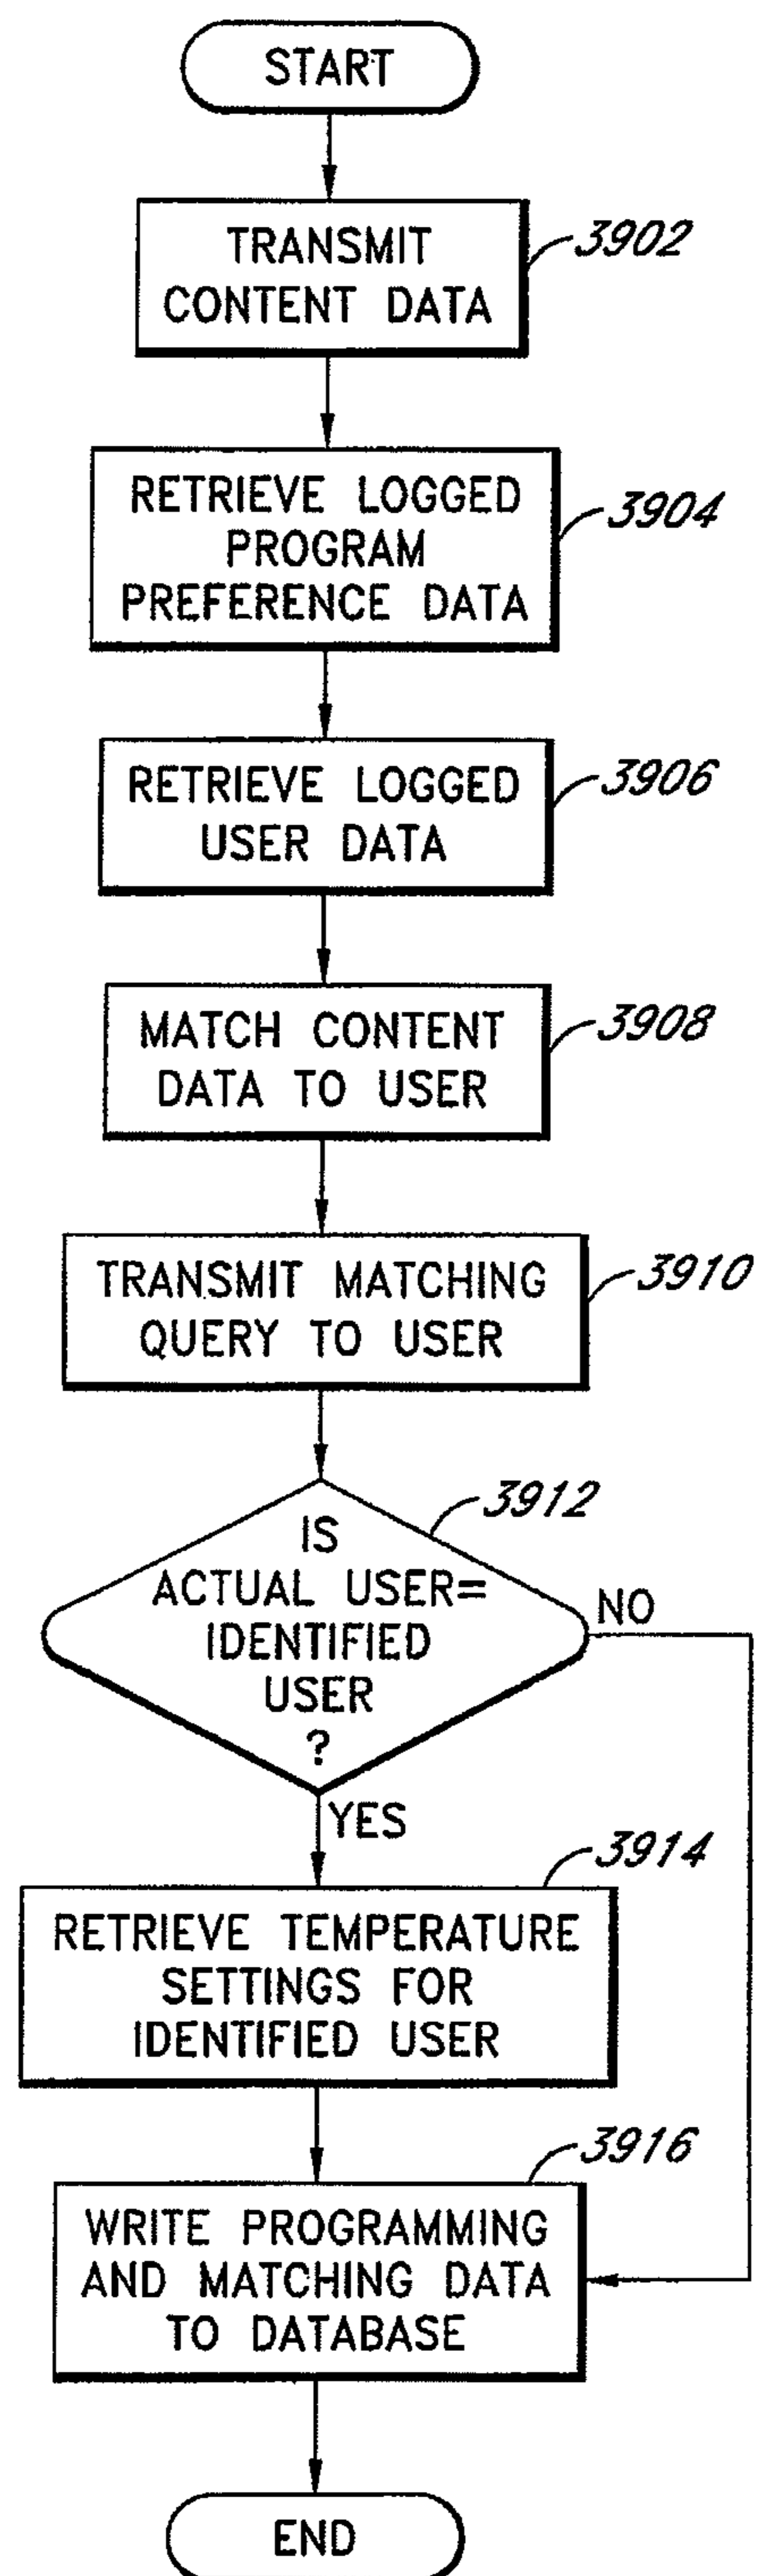 START
TRANSMIT
CONTENT DATA
3902
RETRIEVE LOGGED
PROGRAM
PREFERENCE DATA
3904
RETRIEVE LOGGED
USER DATA
3906
MATCH CONTENT
DATA TO USER
3908
TRANSMIT MATCHING
QUERY TO USER
3910
3912
IS
ACTUAL USER=
IDENTIFIED
USER
?
NO
YES
3914
RETRIEVE TEMPERATURE
SETTINGS FOR
IDENTIFIED USER
3916
WRITE PROGRAMMING
AND MATCHING DATA
TO DATABASE
END